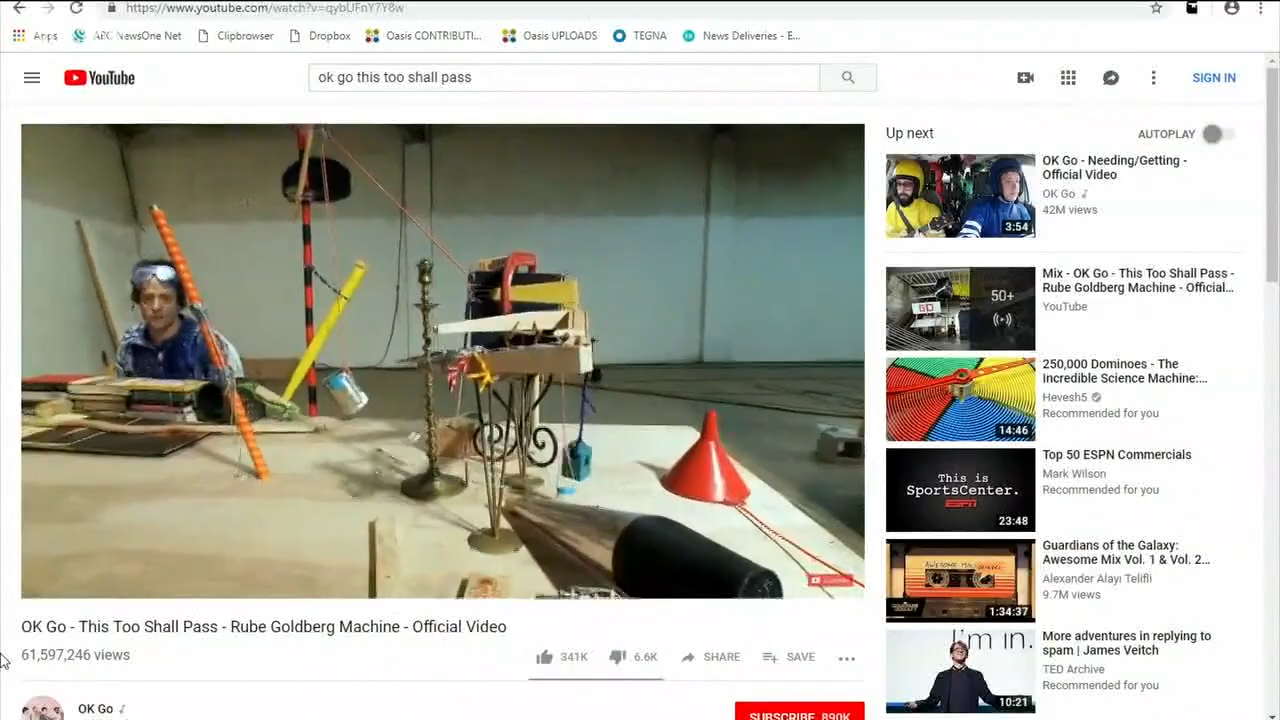 https://www.youtube.com/watch?v=qybUFnY7Y8w
Apps
ABC NewsOne Net
Clipbrowser
Dropbox
Oasis CONTRIBUTI...
Oasis UPLOADS
TEGNA
News Deliveries - E...
YouTube
ok go this too shall pass
SIGN IN
Up next
AUTOPLAY
OK Go - Needing/Getting -
Official Video
OK Go
42M views
3:54
Mix - OK Go - This Too Shall Pass -
Rube Goldberg Machine - Official...
YouTube
50+
250,000 Dominoes - The
Incredible Science Machine:...
Hevesh5
Recommended for you
14:46
Top 50 ESPN Commercials
Mark Wilson
Recommended for you
This is
SportsCenter.
ESPN
23:48
Guardians of the Galaxy:
Awesome Mix Vol. 1 & Vol. 2...
Alexander Alayı Telifli
9.7M views
1:34:37
More adventures in replying to
spam | James Veitch
TED Archive
Recommended for you
I'm in.
10:21
OK Go - This Too Shall Pass - Rube Goldberg Machine - Official Video
61,597,246 views
341K
6.6K
SHARE
SAVE
OK Go
SUBSCRIBE 890K